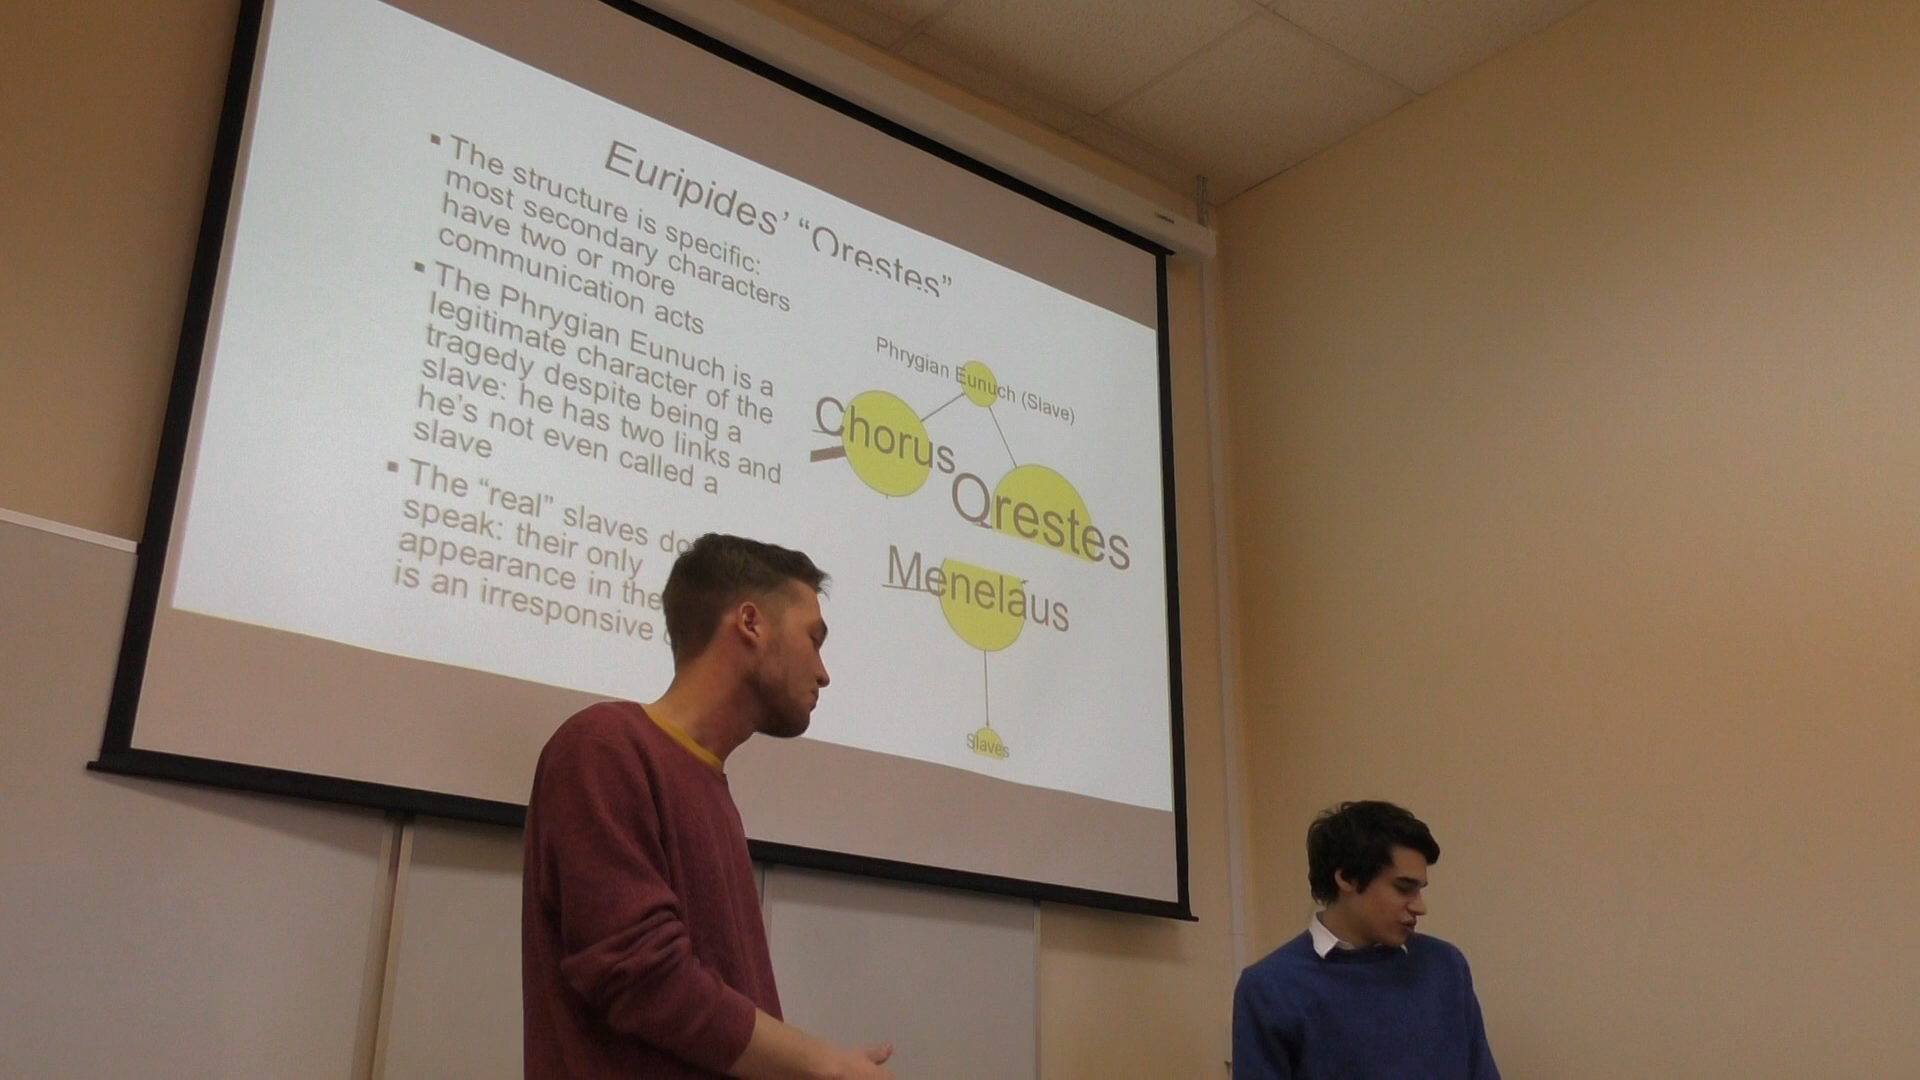 Euripides’ “Orestes”
▪ The structure is specific:
most secondary characters
have two or more
communication acts
▪ The Phrygian Eunuch is a
legitimate character of the
tragedy despite being a
slave: he has two links and
he’s not even called a
slave
▪ The “real” slaves
speak: their only
appearance in the
is an irresponsive
Phrygian Eunuch (Slave)
Chorus
Orestes
Menelaus
Slaves